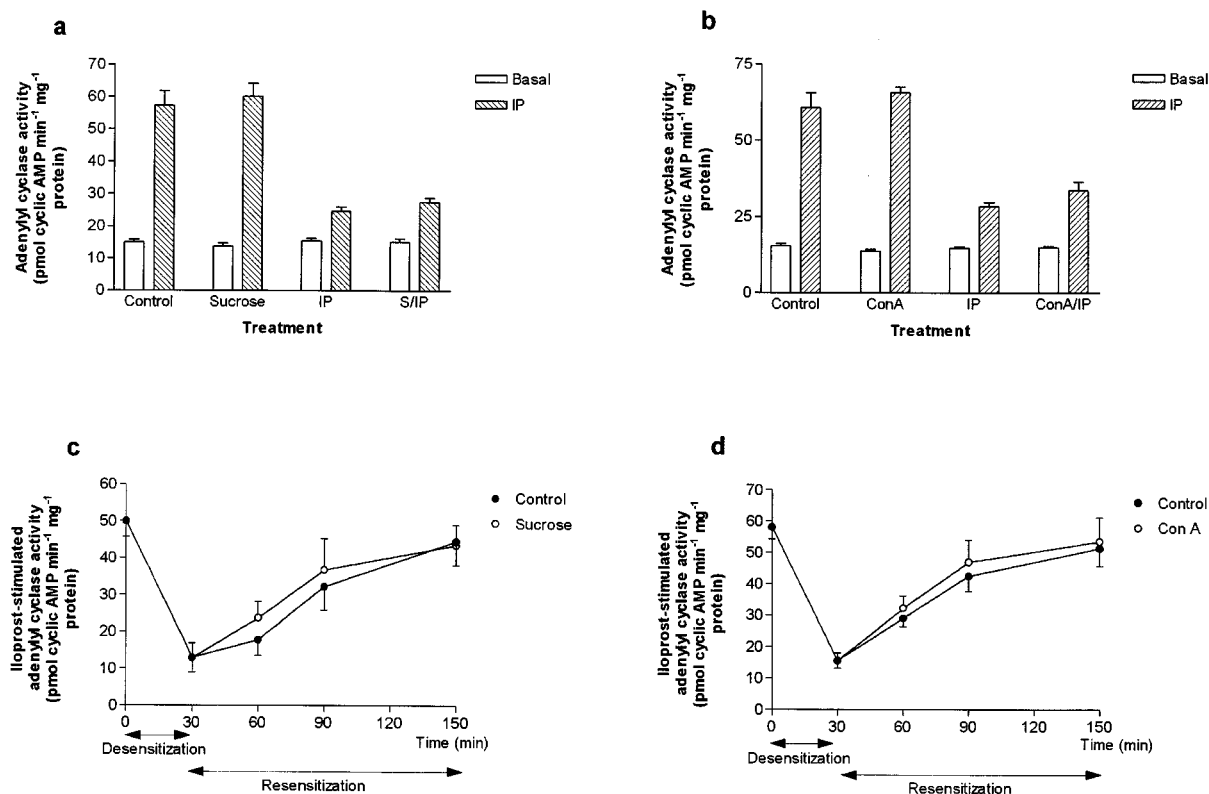 a
Adenylyl cyclase activity
(pmol cyclic AMP min-1 mg-1
protein)
70
60
50
40
30
20
10
0
Control Sucrose IP S/IP
Treatment
Basal
IP
b
Adenylyl cyclase activity
(pmol cyclic AMP min-1 mg-1
protein)
75
50
25
0
Control ConA IP ConA/IP
Treatment
Basal
IP
c
Iloprost-stimulated
adenylyl cyclase activity
(pmol cyclic AMP min-1 mg-1
protein)
60
50
40
30
20
10
0
0 30 60 90 120 150
Time (min)
Desensitization
Resensitization
Control
Sucrose
d
Iloprost-stimulated
adenylyl cyclase activity
(pmol cyclic AMP min-1 mg-1
protein)
70
60
50
40
30
20
10
0
0 30 60 90 120 150
Time (min)
Desensitization
Resensitization
Control
Con A